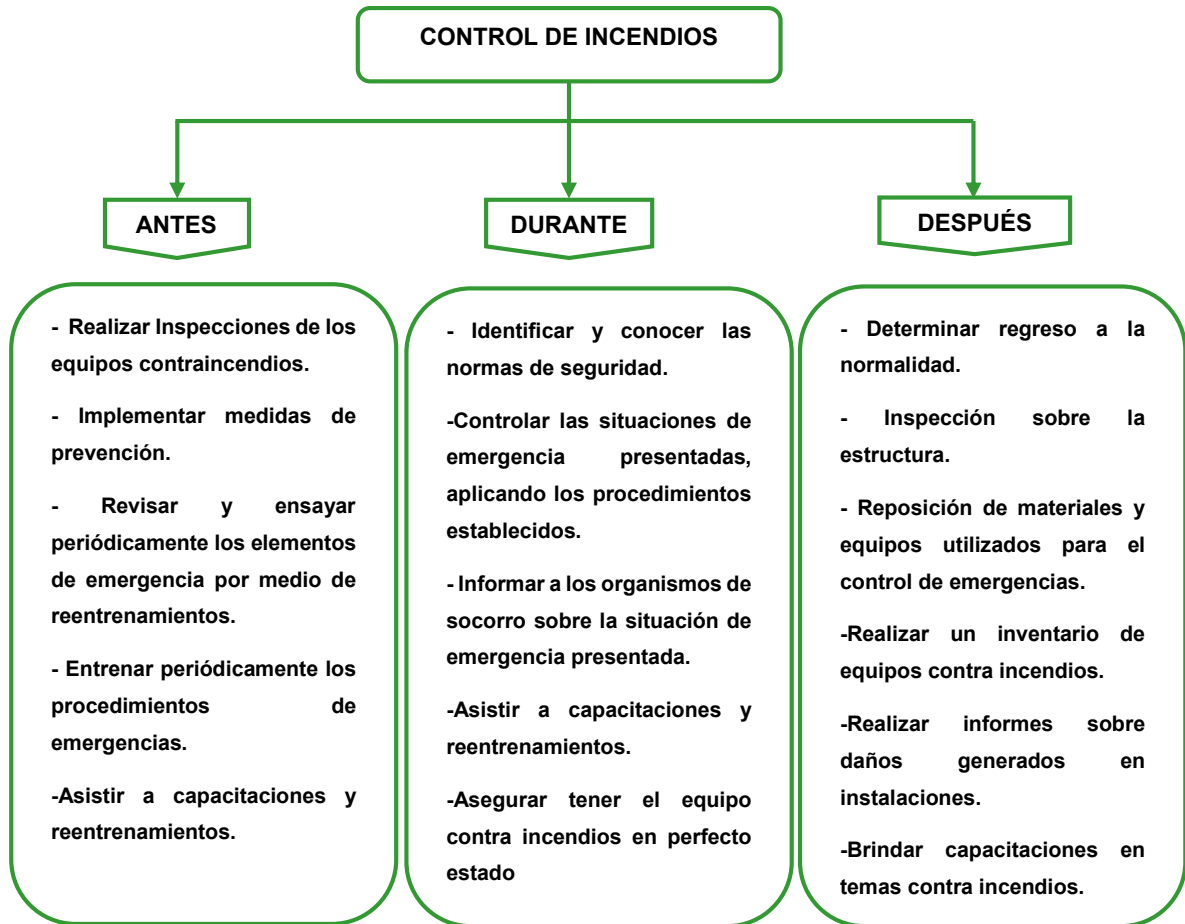 CONTROL DE INCENDIOS
ANTES
- Realizar Inspecciones de los
equipos contraincendios.
- Implementar medidas de
prevención.
- Revisar y ensayar
periódicamente los elementos
de emergencia por medio de
reentrenamientos.
- Entrenar periódicamente los
procedimientos de
emergencias.
-Asistir a capacitaciones y
reentrenamientos.
DURANTE
- Identificar y conocer las
normas de seguridad.
-Controlar las situaciones de
emergencia presentadas,
aplicando los procedimientos
establecidos.
- Informar a los organismos de
socorro sobre la situación de
emergencia presentada.
-Asistir a capacitaciones y
reentrenamientos.
-Asegurar tener el equipo
contra incendios en perfecto
estado
DESPUÉS
- Determinar regreso a la
normalidad.
- Inspección sobre la
estructura.
- Reposición de materiales y
equipos utilizados para el
control de emergencias.
-Realizar un inventario de
equipos contra incendios.
-Realizar informes sobre
daños generados en
instalaciones.
-Brindar capacitaciones en
temas contra incendios.